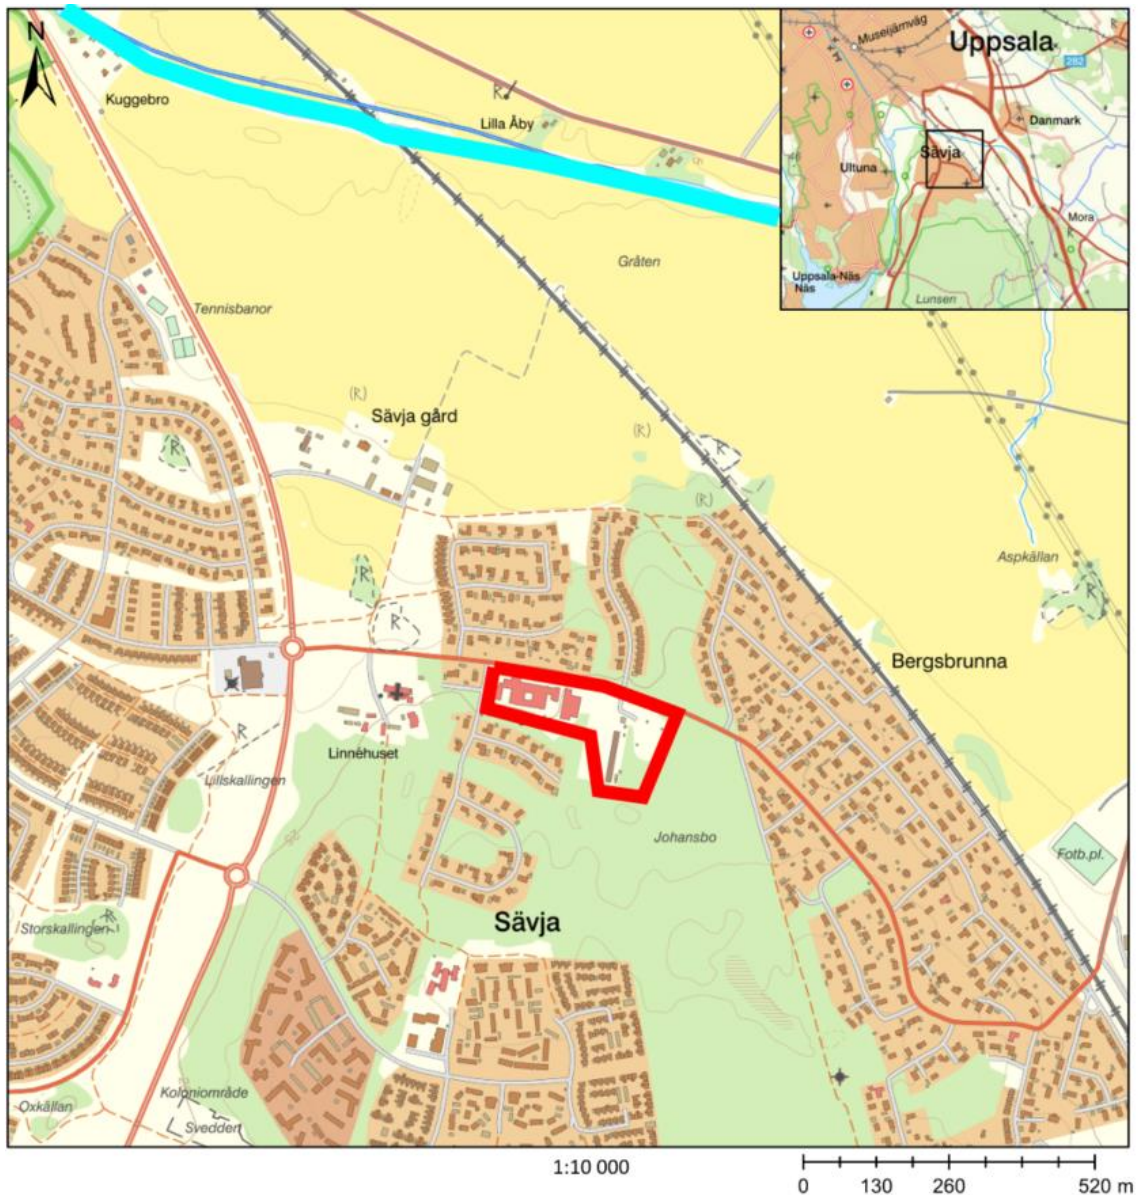 N
Kuggebro
R
Lilla Åby
Museijärnväg
Uppsala
282
Danmark
Sävja
Ultuna
Mora
R
Uppsala-Näs
Näs
Lunsen
Gråten
Tennisbanor
(R)
Sävja gård
(R)
R
(R)
R
Aspkällan
R
R
R
Bergsbrunna
Linnéhuset
R
Lillskallingen
Johansbo
Fotb.pl.
Storskallingen
R
Sävja
Koloniområde
Oxkällan
Svedden
1:10 000
0 130 260 520 m